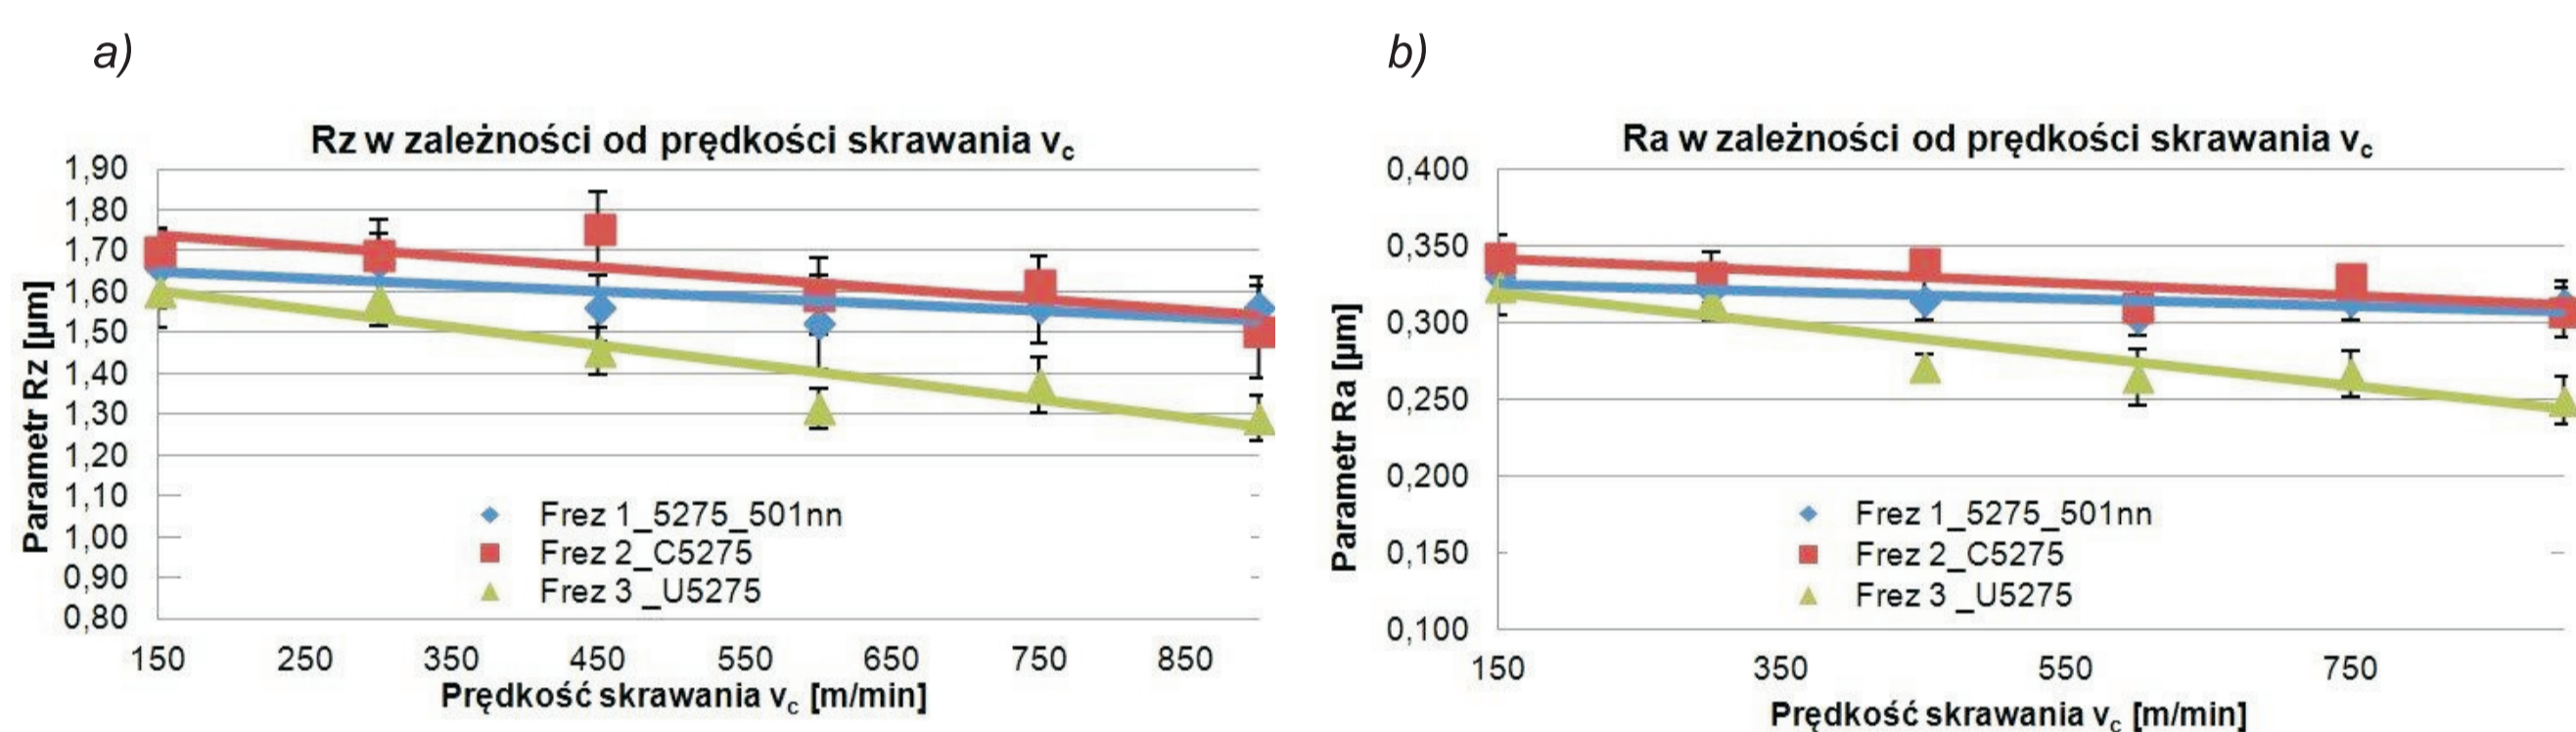 a)
Rz w zależności od prędkości skrawania vc
1,90
1,80
1,70
1,60
1,50
1,40
1,30
1,20
1,10
1,00
0,90
0,80
Parametr Rz [µm]
Frez 1_5275_501nn
Frez 2_C5275
Frez 3 _U5275
150 250 350 450 550 650 750 850
Prędkość skrawania vc [m/min]
b)
Ra w zależności od prędkości skrawania vc
0,400
0,350
0,300
0,250
0,200
0,150
0,100
Parametr Ra [µm]
Frez 1_5275_501nn
Frez 2_C5275
Frez 3 _U5275
150 350 550 750
Prędkość skrawania vc [m/min]